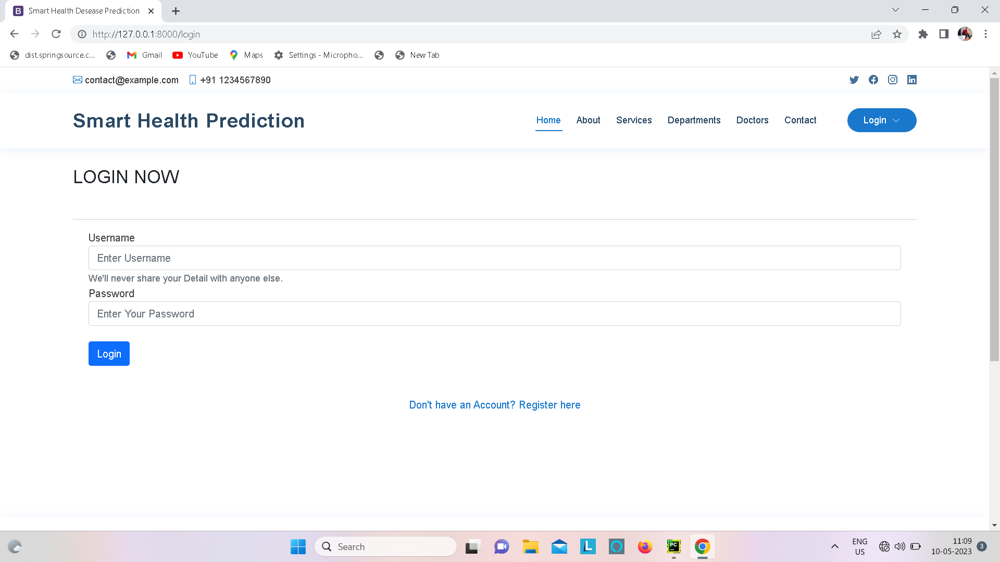 Smart Health Desease Prediction
http://127.0.0.1:8000/login
dist.springsource.c... Gmail YouTube Maps Settings - Micropho... New Tab
contact@example.com +91 1234567890
Smart Health Prediction Home About Services Departments Doctors Contact Login
LOGIN NOW
Username
Enter Username
We'll never share your Detail with anyone else.
Password
Enter Your Password
Login
Don't have an Account? Register here
Search
ENG
US
11:09
10-05-2023
3